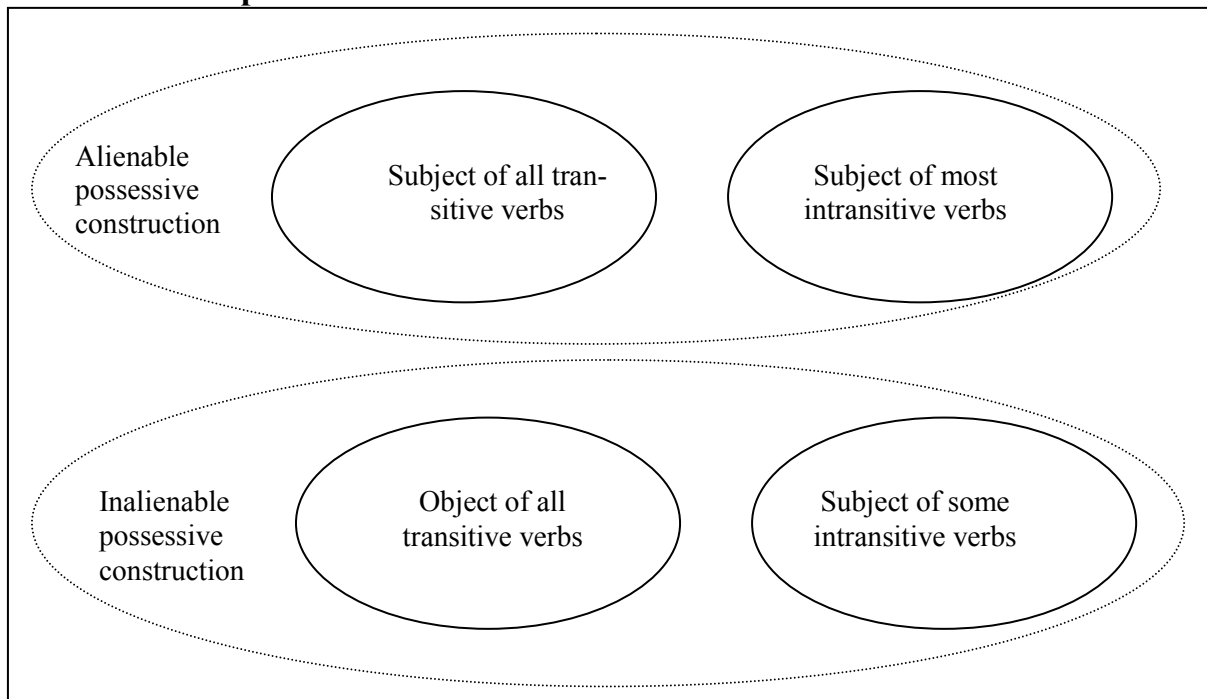 Alienable
possessive
construction
Subject of all tran-
sitive verbs
Subject of most
intransitive verbs
Inalienable
possessive
construction
Object of all
transitive verbs
Subject of some
intransitive verbs